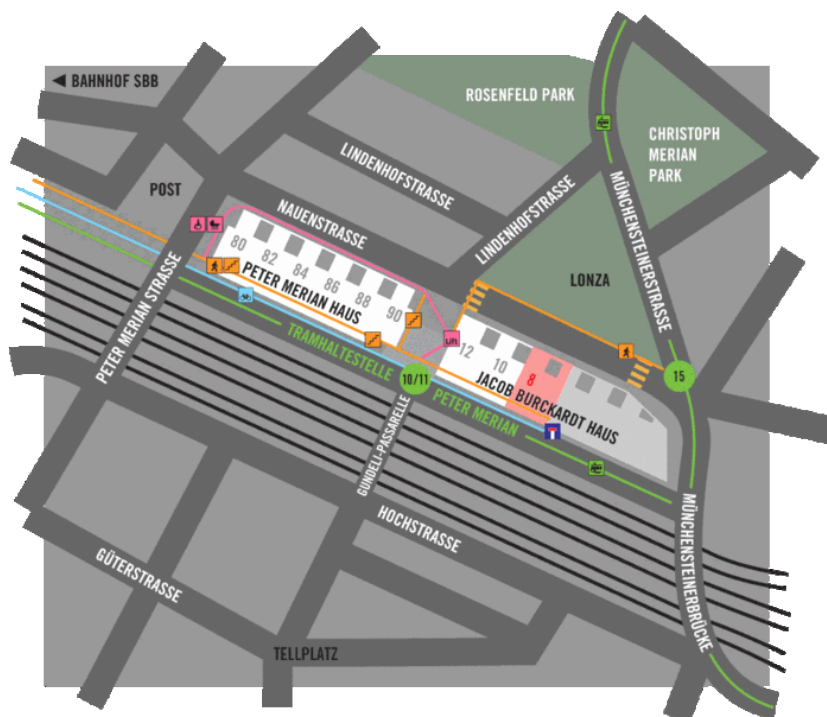 BAHNHOF SBB
ROSENFELD PARK
CHRISTOPH
MERIAN
PARK
LINDENHOFSTRASSE
POST
NAUENSTRASSE
LINDENHOFSTRASSE
MÜNCHENSTEINERSTRASSE
80
82
84
86
88
90
PETER MERIAN HAUS
LONZA
PETER MERIAN STRASSE
TRAMHALTESTELLE
10/11
PETER MERIAN
Lift
12
10
8
JACOB BURCKARDT HAUS
15
GUNDELI-PASSARELLE
HOCHSTRASSE
GÜTERSTRASSE
TELLPLATZ
MÜNCHENSTEINERBRÜCKE